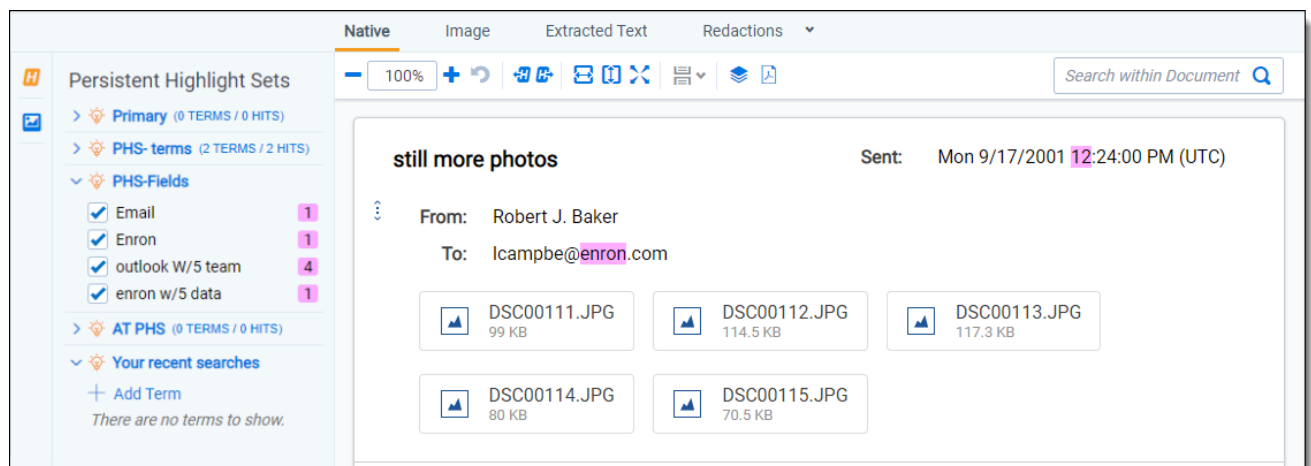 Native Image Extracted Text Redactions
Persistent Highlight Sets
Primary (0 TERMS / 0 HITS)
PHS- terms (2 TERMS / 2 HITS)
PHS-Fields
Email 1
Enron 1
outlook W/5 team 4
enron w/5 data 1
AT PHS (0 TERMS / 0 HITS)
Your recent searches
Add Term
There are no terms to show.
100%
Search within Document
still more photos
Sent: Mon 9/17/2001 12:24:00 PM (UTC)
From: Robert J. Baker
To: lcampbe@enron.com
DSC00111.JPG
99 KB
DSC00112.JPG
114.5 KB
DSC00113.JPG
117.3 KB
DSC00114.JPG
80 KB
DSC00115.JPG
70.5 KB